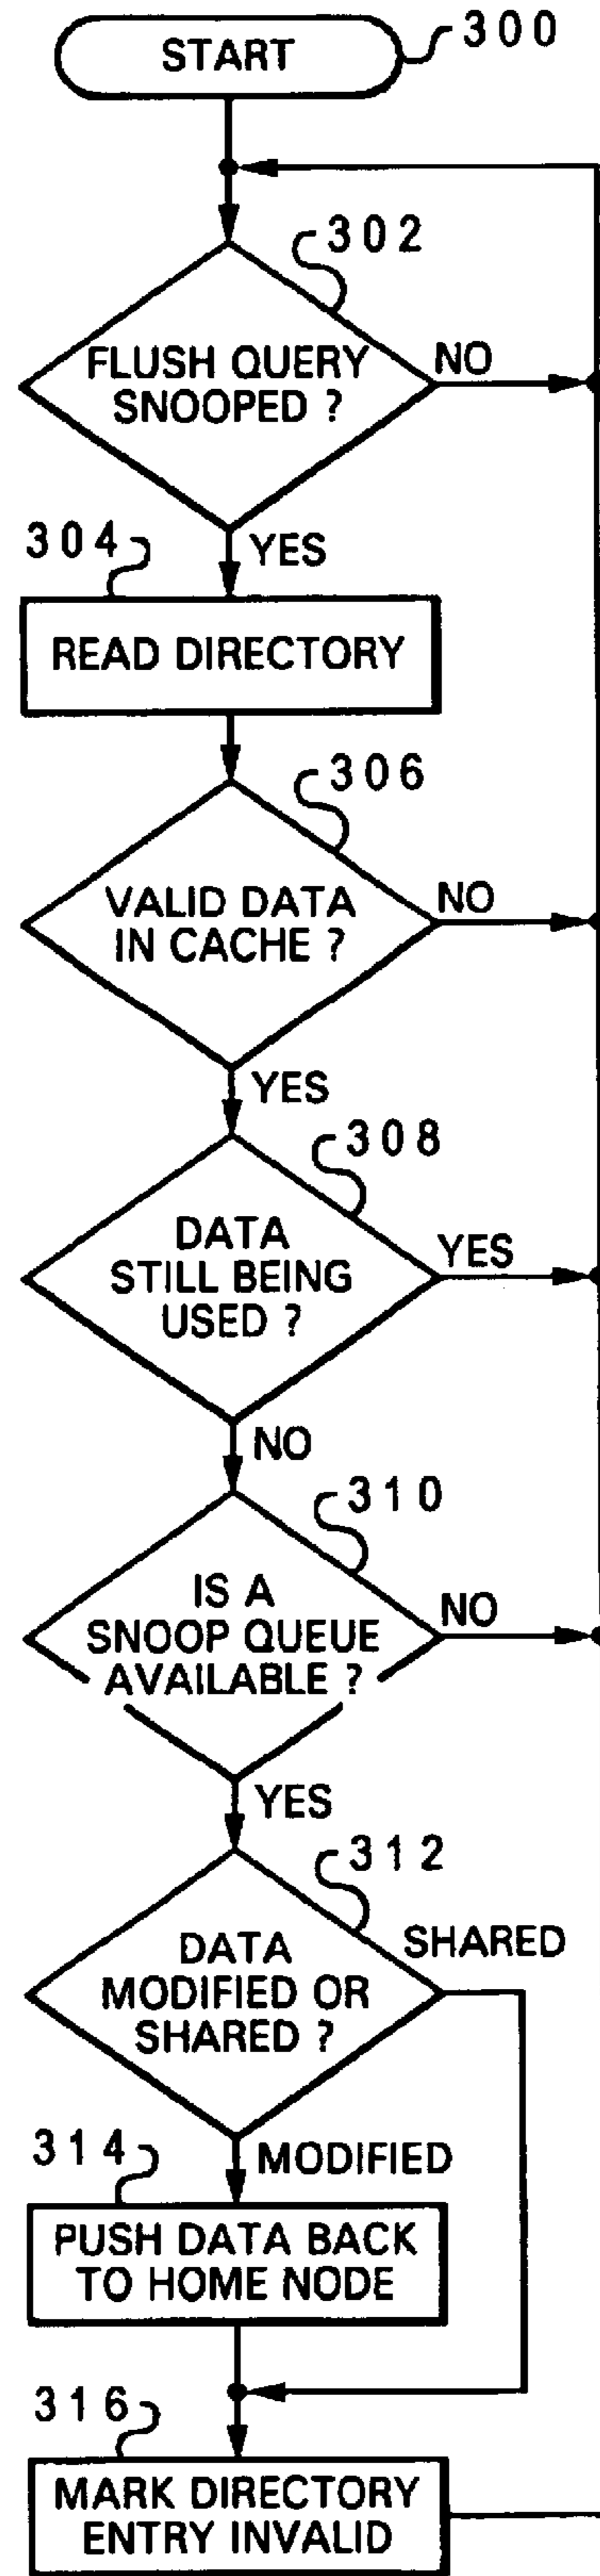 START
300
302
FLUSH QUERY
SNOOPED ?
NO
YES
304
READ DIRECTORY
306
VALID DATA
IN CACHE ?
NO
YES
308
DATA
STILL BEING
USED ?
YES
NO
310
IS A
SNOOP QUEUE
AVAILABLE ?
NO
YES
312
DATA
MODIFIED OR
SHARED ?
SHARED
MODIFIED
314
PUSH DATA BACK
TO HOME NODE
316
MARK DIRECTORY
ENTRY INVALID